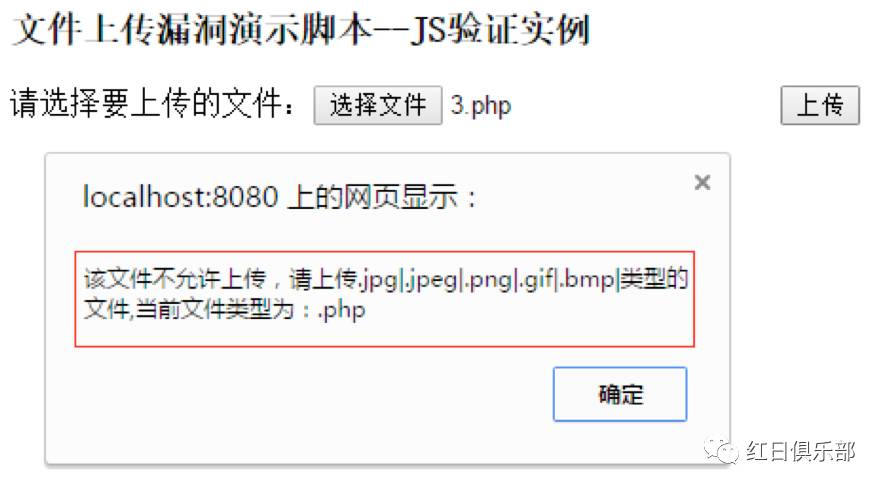 文件上传漏洞演示脚本--JS验证实例
请选择要上传的文件：选择文件 3.php 上传
localhost:8080 上的网页显示：
×
该文件不允许上传，请上传.jpg|.jpeg|.png|.gif|.bmp|类型的
文件,当前文件类型为：.php
确定
红日俱乐部